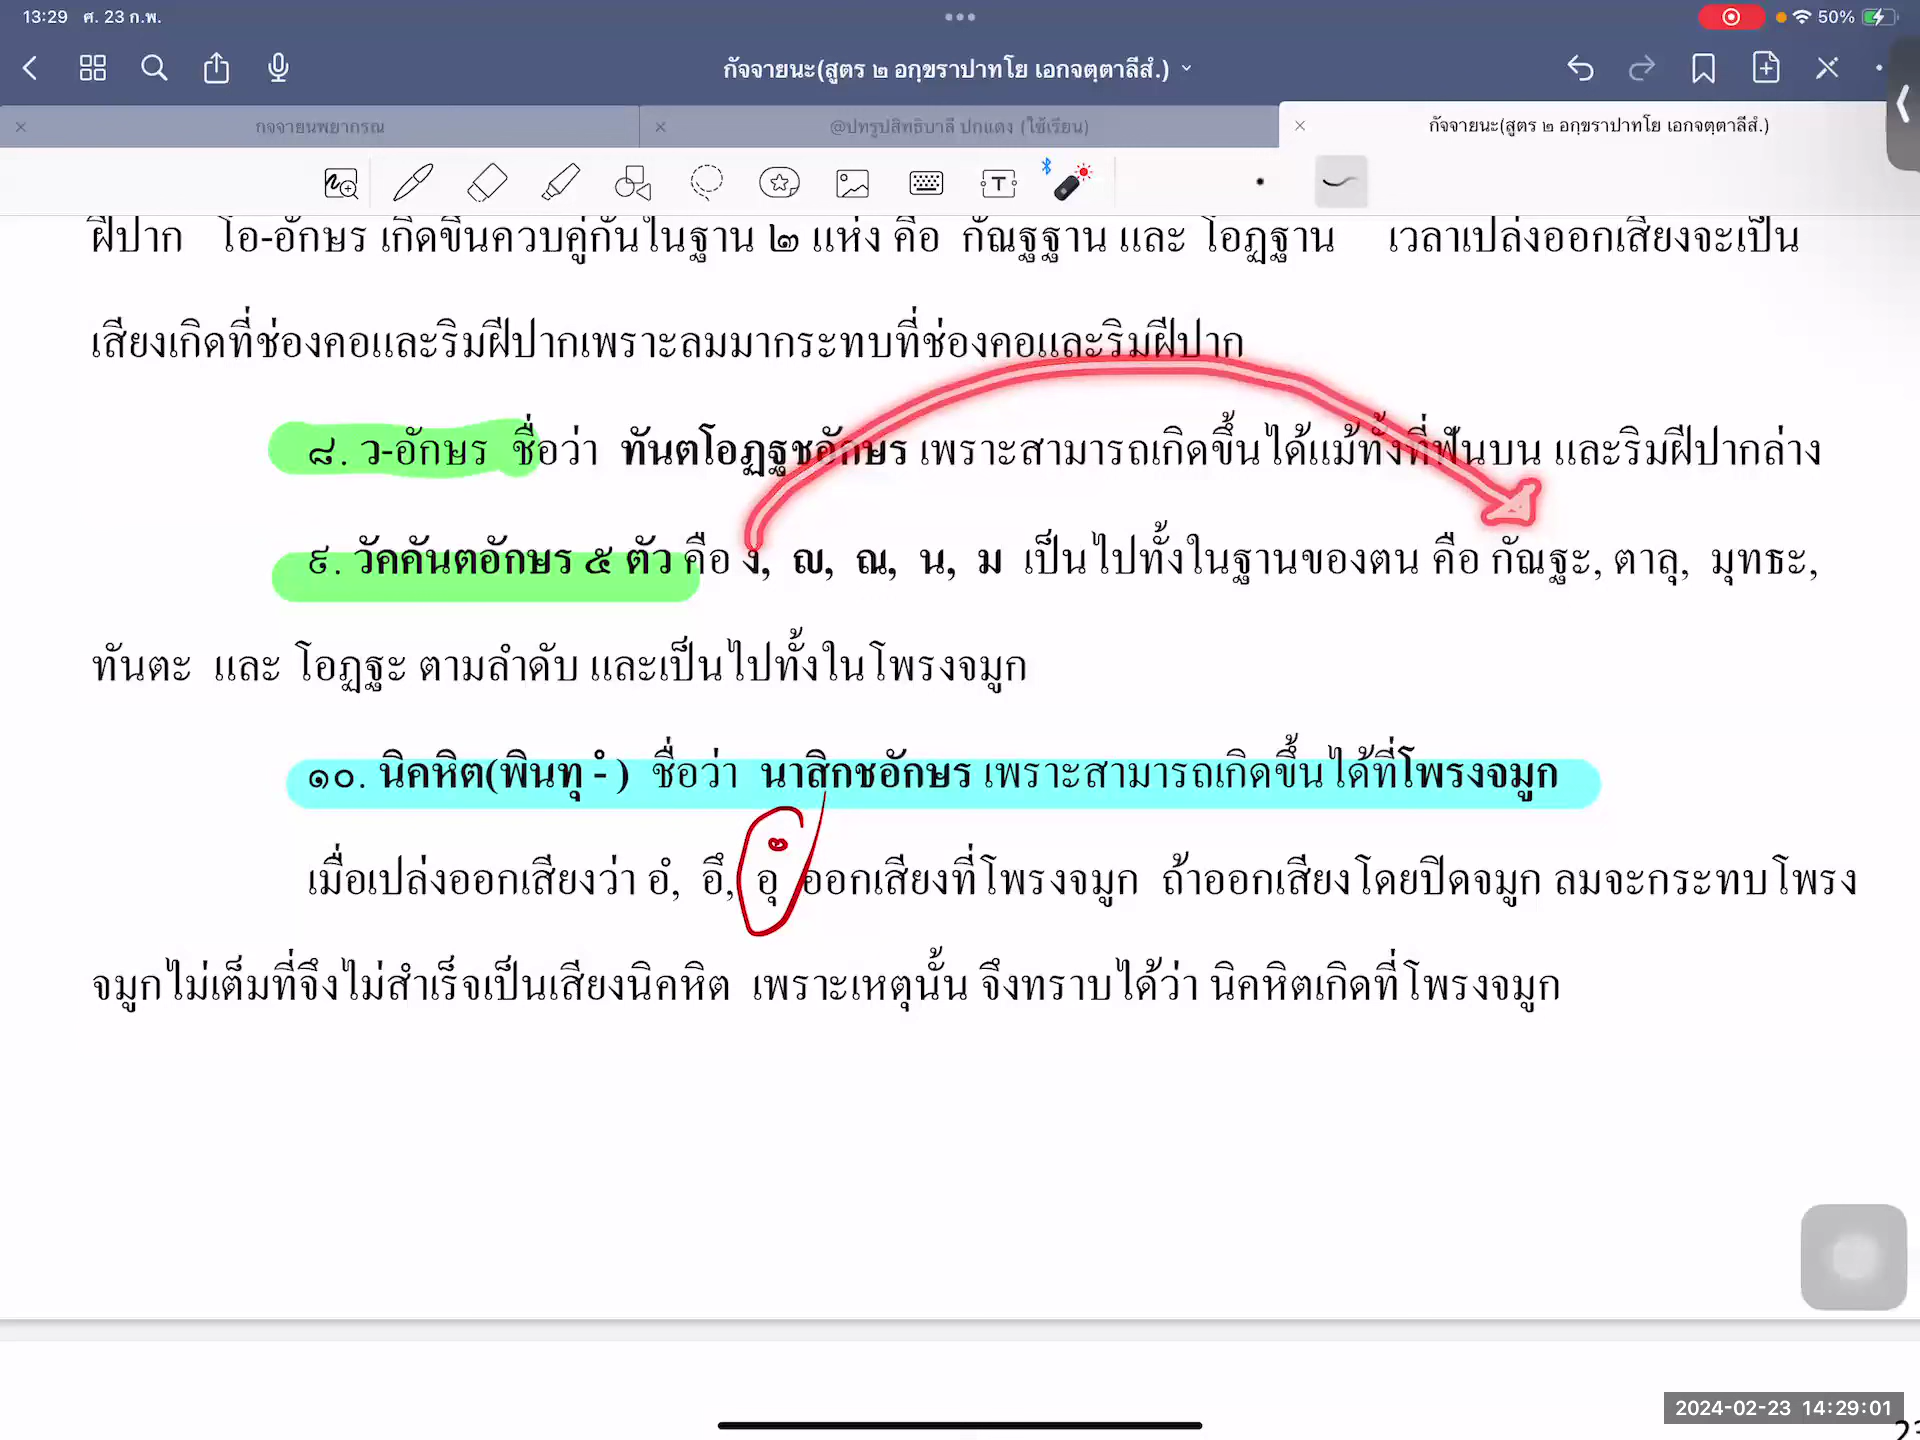 13:29 ศ. 23 ก.พ.
50%
กัจจายนะ(สูตร ๒ อกฺขราปาทโย เอกจตฺตาลีสํ.)
กจจายนพยากรณ
@ปทรูปสิทธิบาลี ปกแดง (ใช้เรียน)
กัจจายนะ(สูตร ๒ อกฺขราปาทโย เอกจตฺตาลีสํ.)
ฝีปาก โอ-อักษร เกิดขึ้นควบคู่กันในฐาน ๒ แห่ง คือ กัณฐฐาน และ โอฏฐาน เวลาเปล่งออกเสียงจะเป็น
เสียงเกิดที่ช่องคอและริมฝีปากเพราะลมมากระทบที่ช่องคอและริมฝีปาก
๘. ว-อักษร ชื่อว่า ทันตโอฏฐชอักษร เพราะสามารถเกิดขึ้นได้แม้ทั้งที่ฟันบน และริมฝีปากล่าง
๙. วัคคันตอักษร ๕ ตัว คือ ง, ญ, ณ, น, ม เป็นไปทั้งในฐานของตน คือ กัณฐะ, ตาลุ, มุทธะ,
ทันตะ และ โอฏฐะ ตามลำดับ และเป็นไปทั้งในโพรงจมูก
๑๐. นิคหิต(พินทุ -ํ ) ชื่อว่า นาสิกชอักษร เพราะสามารถเกิดขึ้นได้ที่โพรงจมูก
เมื่อเปล่งออกเสียงว่า อํ, อึ, อุํ ออกเสียงที่โพรงจมูก ถ้าออกเสียงโดยปิดจมูก ลมจะกระทบโพรง
จมูกไม่เต็มที่จึงไม่สำเร็จเป็นเสียงนิคหิต เพราะเหตุนั้น จึงทราบได้ว่า นิคหิตเกิดที่โพรงจมูก
2024-02-23 14:29:01